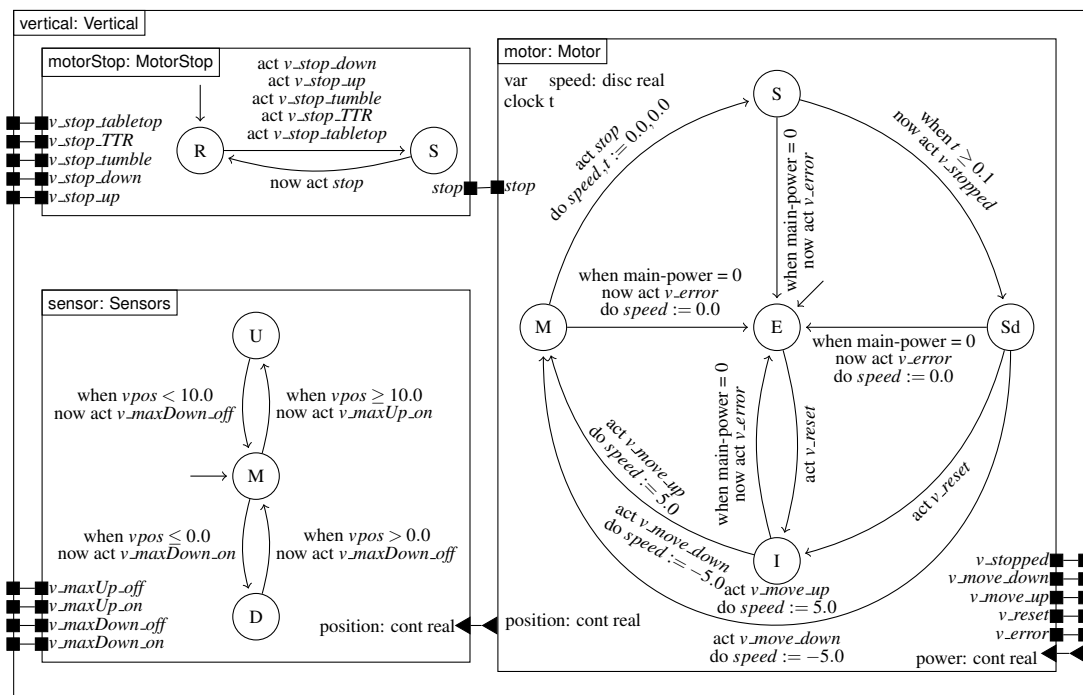 vertical: Vertical
motorStop: MotorStop
act v_stop_down
act v_stop_up
act v_stop_tumble
act v_stop_TTR
act v_stop_tabletop
R
S
now act stop
v_stop_tabletop
v_stop_TTR
v_stop_tumble
v_stop_down
v_stop_up
stop
stop
sensor: Sensors
U
when vpos < 10.0
now act v_maxDown_off
when vpos ≥ 10.0
now act v_maxUp_on
M
when vpos ≤ 0.0
now act v_maxDown_on
when vpos > 0.0
now act v_maxDown_off
D
v_maxUp_off
v_maxUp_on
v_maxDown_off
v_maxDown_on
position: cont real
motor: Motor
var speed: disc real
clock t
S
act stop
do speed, t := 0.0, 0.0
when main-power = 0
now act v_error
when t ≥ 0.1
now act v_stopped
M
when main-power = 0
now act v_error
do speed := 0.0
E
when main-power = 0
now act v_error
do speed := 0.0
Sd
act v_move_up
do speed := 5.0
when main-power = 0
now act v_error
act v_reset
act v_reset
act v_move_down
do speed := −5.0
I
act v_move_up
do speed := 5.0
act v_move_down
do speed := −5.0
position: cont real
v_stopped
v_move_down
v_move_up
v_reset
v_error
power: cont real